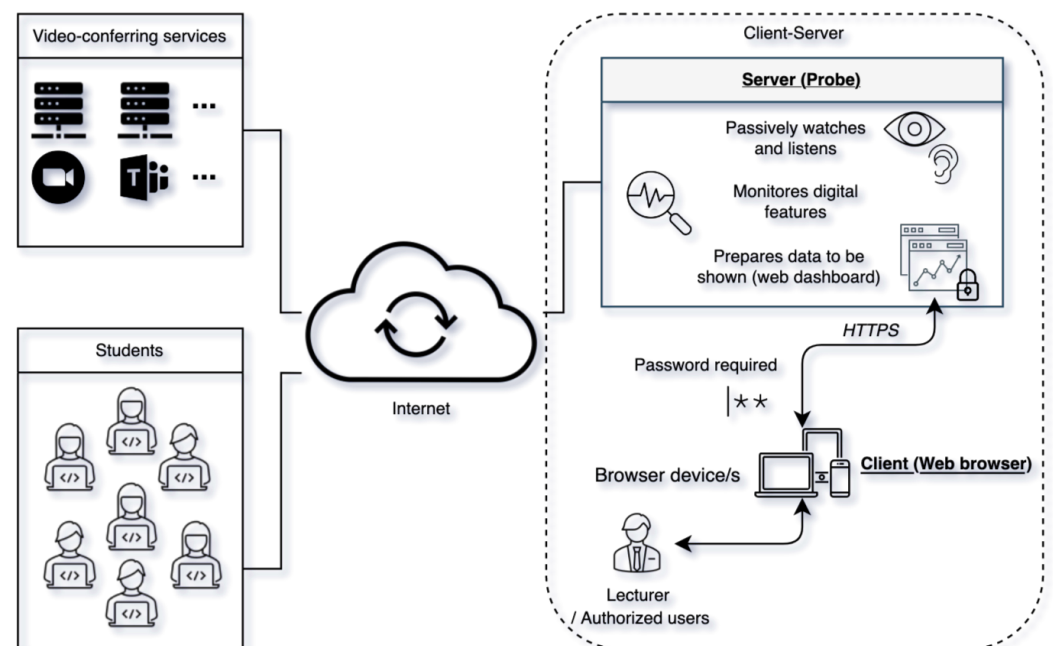 Video-conferring services
...
T
...
Students
</>
</>
</>
</>
</>
</>
</>
Internet
Client-Server
Server (Probe)
Passively watches
and listens
Monitores digital
features
Prepares data to be
shown (web dashboard)
HTTPS
Password required
|**
Browser device/s
Client (Web browser)
Lecturer
/ Authorized users